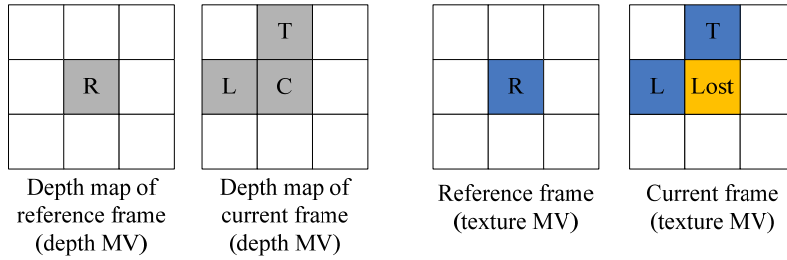 T
R
L C
Depth map of
reference frame
(depth MV)
Depth map of
current frame
(depth MV)
T
R
L Lost
Reference frame
(texture MV)
Current frame
(texture MV)